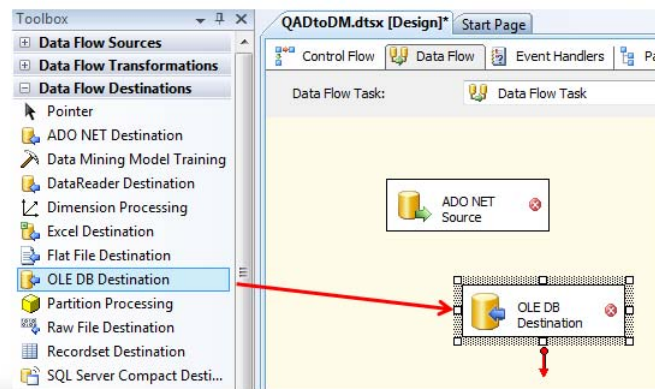 Toolbox
QADtoDM.dtsx [Design]* Start Page
Data Flow Sources
Data Flow Transformations
Data Flow Destinations
Pointer
ADO NET Destination
Data Mining Model Training
DataReader Destination
Dimension Processing
Excel Destination
Flat File Destination
OLE DB Destination
Partition Processing
Raw File Destination
Recordset Destination
SQL Server Compact Desti...
Control Flow Data Flow Event Handlers Pa
Data Flow Task: Data Flow Task
ADO NET
Source
OLE DB
Destination